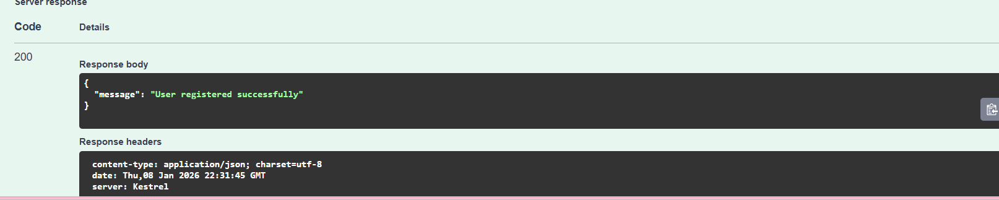 Server response
Code
Details
200
Response body
{
"message": "User registered successfully"
}
Response headers
content-type: application/json; charset=utf-8
date: Thu,08 Jan 2026 22:31:45 GMT
server: Kestrel